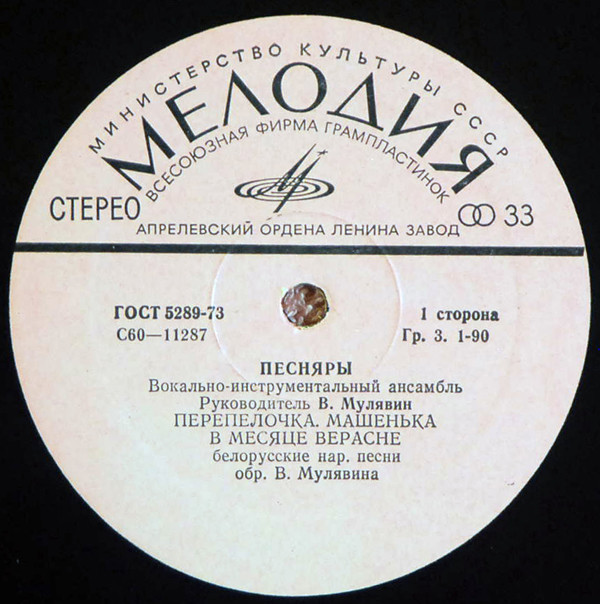 МИНИСТЕРСТВО КУЛЬТУРЫ СССР
МЕЛОДИЯ
ВСЕСОЮЗНАЯ ФИРМА ГРАМПЛАСТИНОК
СТЕРЕО
33
АПРЕЛЕВСКИЙ ОРДЕНА ЛЕНИНА ЗАВОД
ГОСТ 5289-73
1 сторона
С60—11287
Гр. 3. 1-90
ПЕСНЯРЫ
Вокально-инструментальный ансамбль
Руководитель В. Мулявин
ПЕРЕПЕЛОЧКА. МАШЕНЬКА
В МЕСЯЦЕ ВЕРАСНЕ
белорусские нар. песни
обр. В. Мулявина